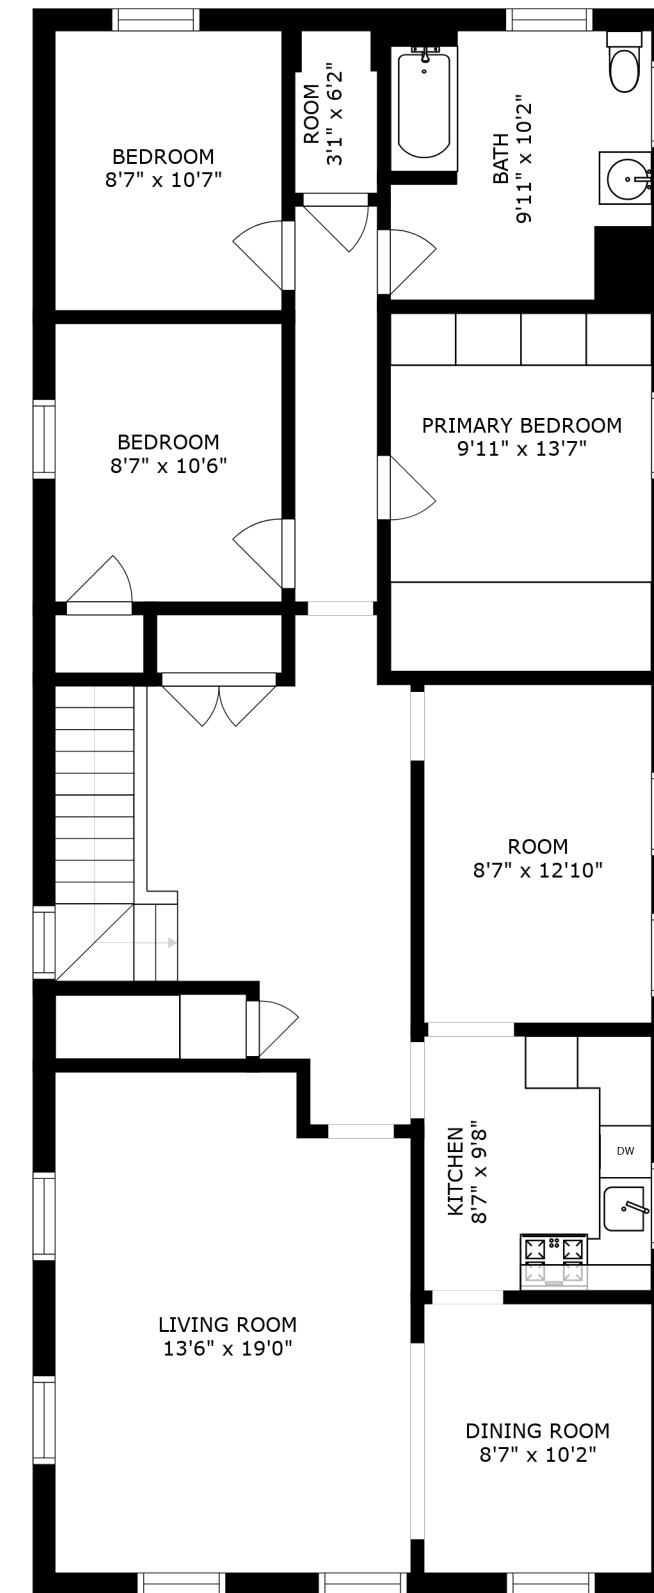 BEDROOM
8'7" x 10'7"
ROOM
3'1" x 6'2"
BATH
9'11" x 10'2"
BEDROOM
8'7" x 10'6"
PRIMARY BEDROOM
9'11" x 13'7"
ROOM
8'7" x 12'10"
KITCHEN
8'7" x 9'8"
DW
LIVING ROOM
13'6" x 19'0"
DINING ROOM
8'7" x 10'2"